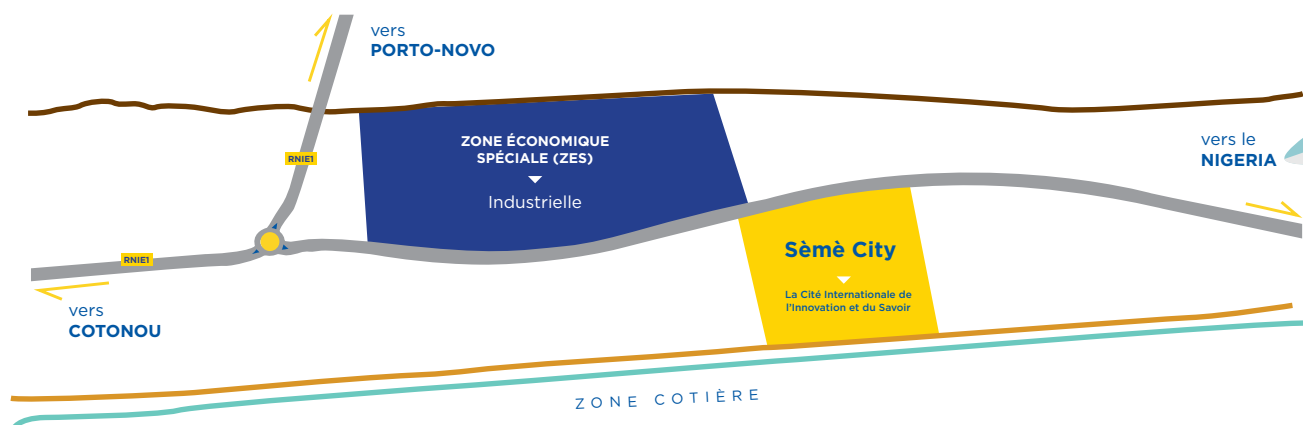 vers
PORTO-NOVO
ZONE ÉCONOMIQUE
SPÉCIALE (ZES)
Industrielle
vers le
NIGERIA
RNIE1
Sèmè City
RNIE1
La Cité Internationale de
l'Innovation et du Savoir
vers
COTONOU
ZONE COTIÈRE